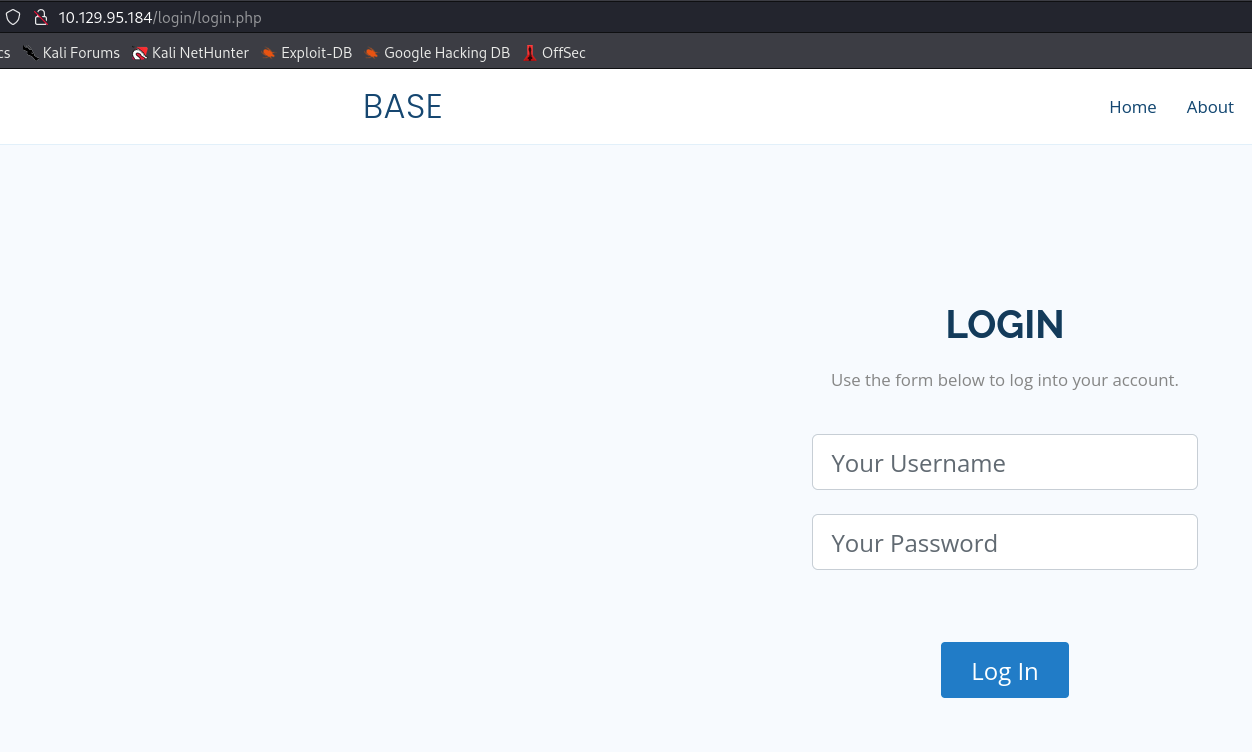 10.129.95.184/login/login.php
cs Kali Forums Kali NetHunter Exploit-DB Google Hacking DB OffSec
BASE Home About
LOGIN
Use the form below to log into your account.
Your Username
Your Password
Log In